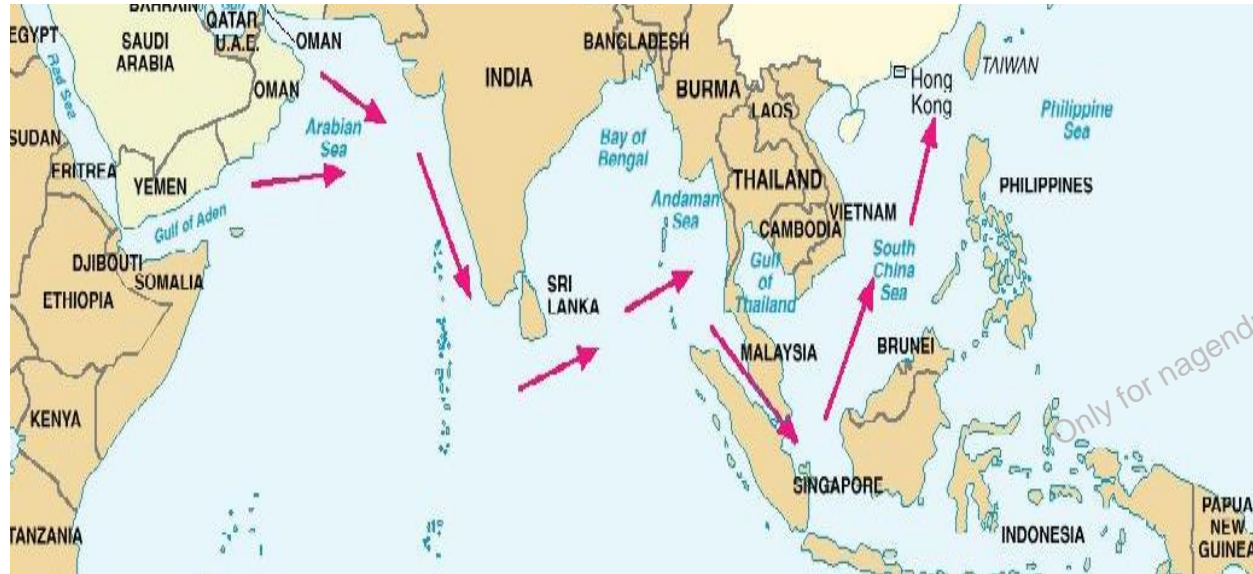 BAHRAIN
QATAR
Gulf
U.A.E.
OMAN
EGYPT
SAUDI
ARABIA
Red Sea
OMAN
SUDAN
ERITREA
YEMEN
Arabian
Sea
Gulf of Aden
DJIBOUTI
SOMALIA
ETHIOPIA
KENYA
TANZANIA
INDIA
SRI
LANKA
BANGLADESH
Bay of
Bengal
BURMA
LAOS
THAILAND
Andaman
Sea
CAMBODIA
VIETNAM
Gulf
of
Thailand
Hong
Kong
TAIWAN
Philippine
Sea
PHILIPPINES
South
China
Sea
MALAYSIA
BRUNEI
SINGAPORE
INDONESIA
PAPUA
NEW
GUINEA
Only for nagend